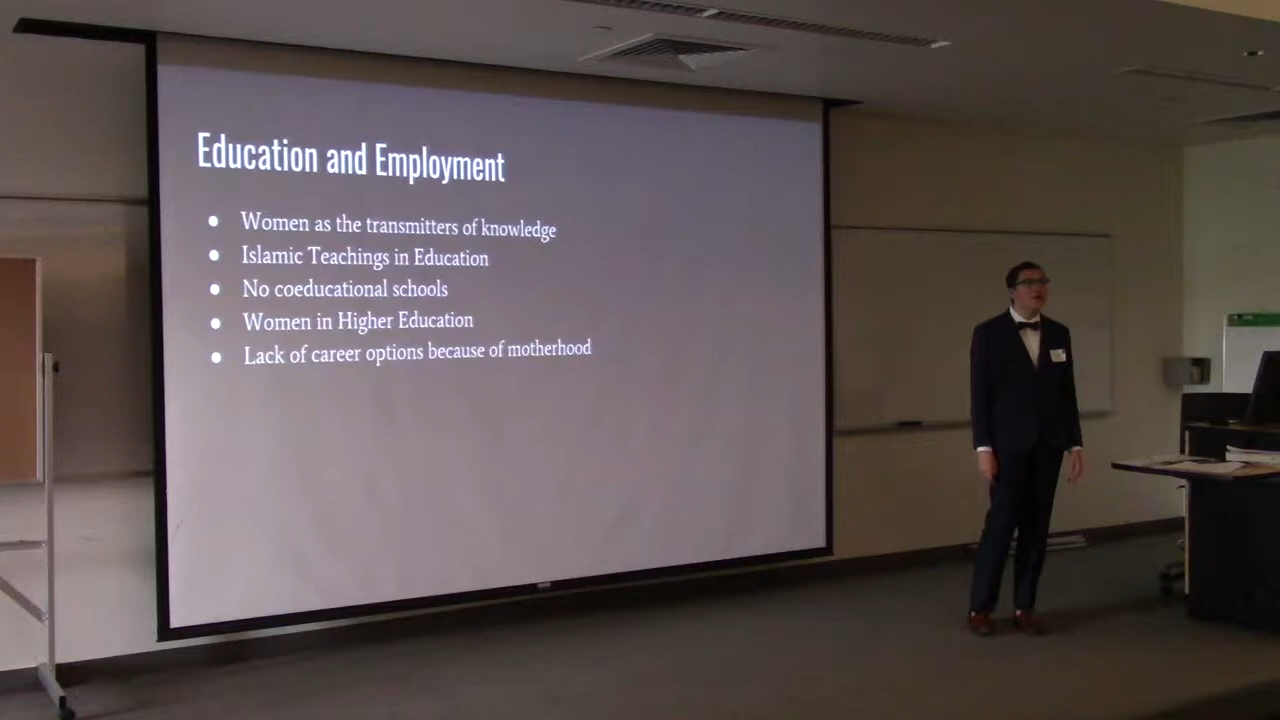 Education and Employment
● Women as the transmitters of knowledge
● Islamic Teachings in Education
● No coeducational schools
● Women in Higher Education
● Lack of career options because of motherhood